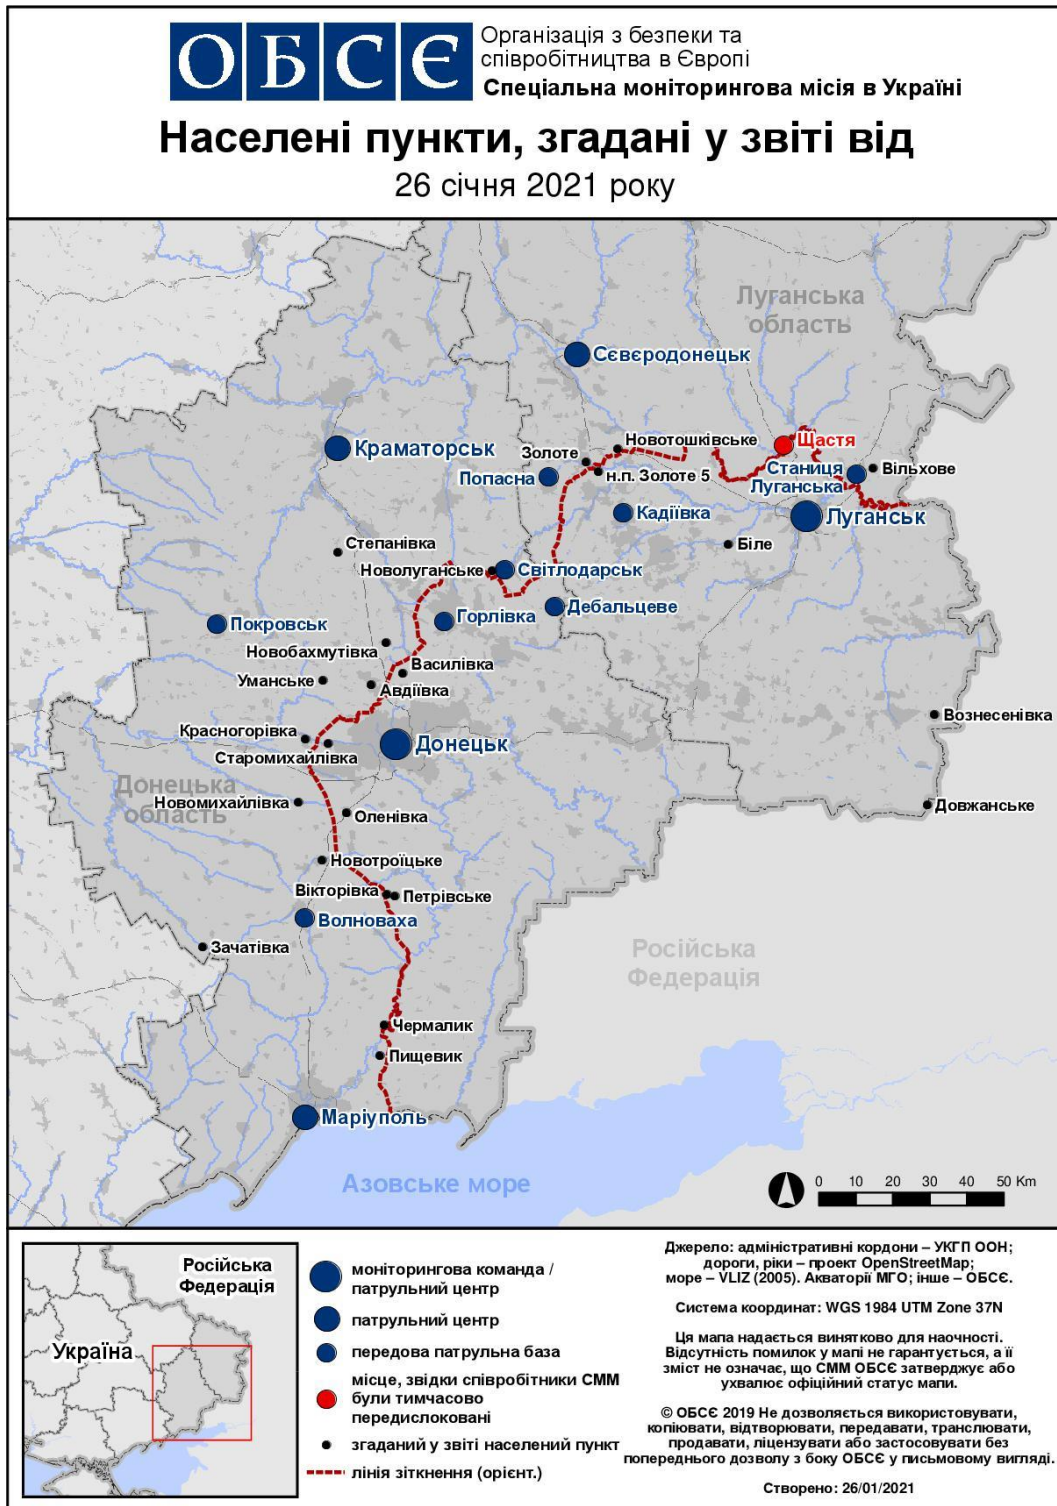 ОБСЄ
Організація з безпеки та
співробітництва в Європі
Спеціальна моніторингова місія в Україні
Населені пункти, згадані у звіті від
26 січня 2021 року
Луганська
область
Сєвєродонецьк
Краматорськ
Новотошківське
Щастя
Золоте
Станиця
Луганська
Вільхове
Попасна
н.п. Золоте 5
Кадіївка
Луганськ
Степанівка
Біле
Новолуганське
Світлодарськ
Дебальцеве
Горлівка
Покровськ
Новобахмутівка
Василівка
Уманське
Авдіївка
Вознесенівка
Красногорівка
Донецьк
Старомихайлівка
Донецька
область
Новомихайлівка
Довжанське
Оленівка
Новотроїцьке
Вікторівка
Петрівське
Волноваха
Зачатівка
Російська
Федерація
Чермалик
Пищевик
Маріуполь
Азовське море
0 10 20 30 40 50 Km
Російська
Федерація
Україна
моніторингова команда /
патрульний центр
патрульний центр
передова патрульна база
місце, звідки співробітники СММ
були тимчасово
передислоковані
згаданий у звіті населений пункт
лінія зіткнення (орієнт.)
Джерело: адміністративні кордони – УКГП ООН;
дороги, ріки – проект OpenStreetMap;
море – VLIZ (2005). Акваторії МГО; інше – ОБСЄ.
Система координат: WGS 1984 UTM Zone 37N
Ця мапа надається винятково для наочності.
Відсутність помилок у мапі не гарантується, а її
зміст не означає, що СММ ОБСЄ затверджує або
ухвалює офіційний статус мапи.
© ОБСЄ 2019 Не дозволяється використовувати,
копіювати, відтворювати, передавати, транслювати,
продавати, ліцензувати або застосовувати без
попереднього дозволу з боку ОБСЄ у письмовому вигляді.
Створено: 26/01/2021